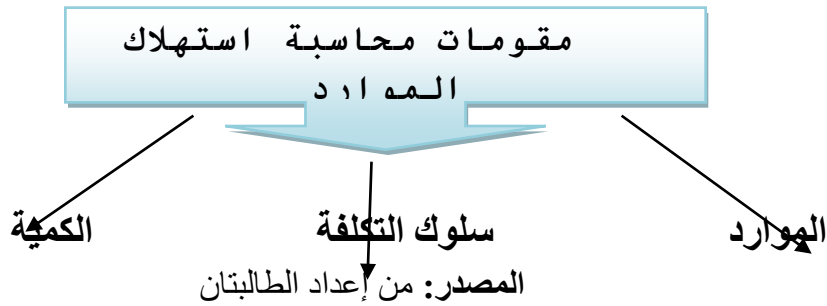 مقومات محاسبة استهلاك
الموارد
الموارد سلوك التكلفة الكمية
المصدر: من إعداد الطالبتان